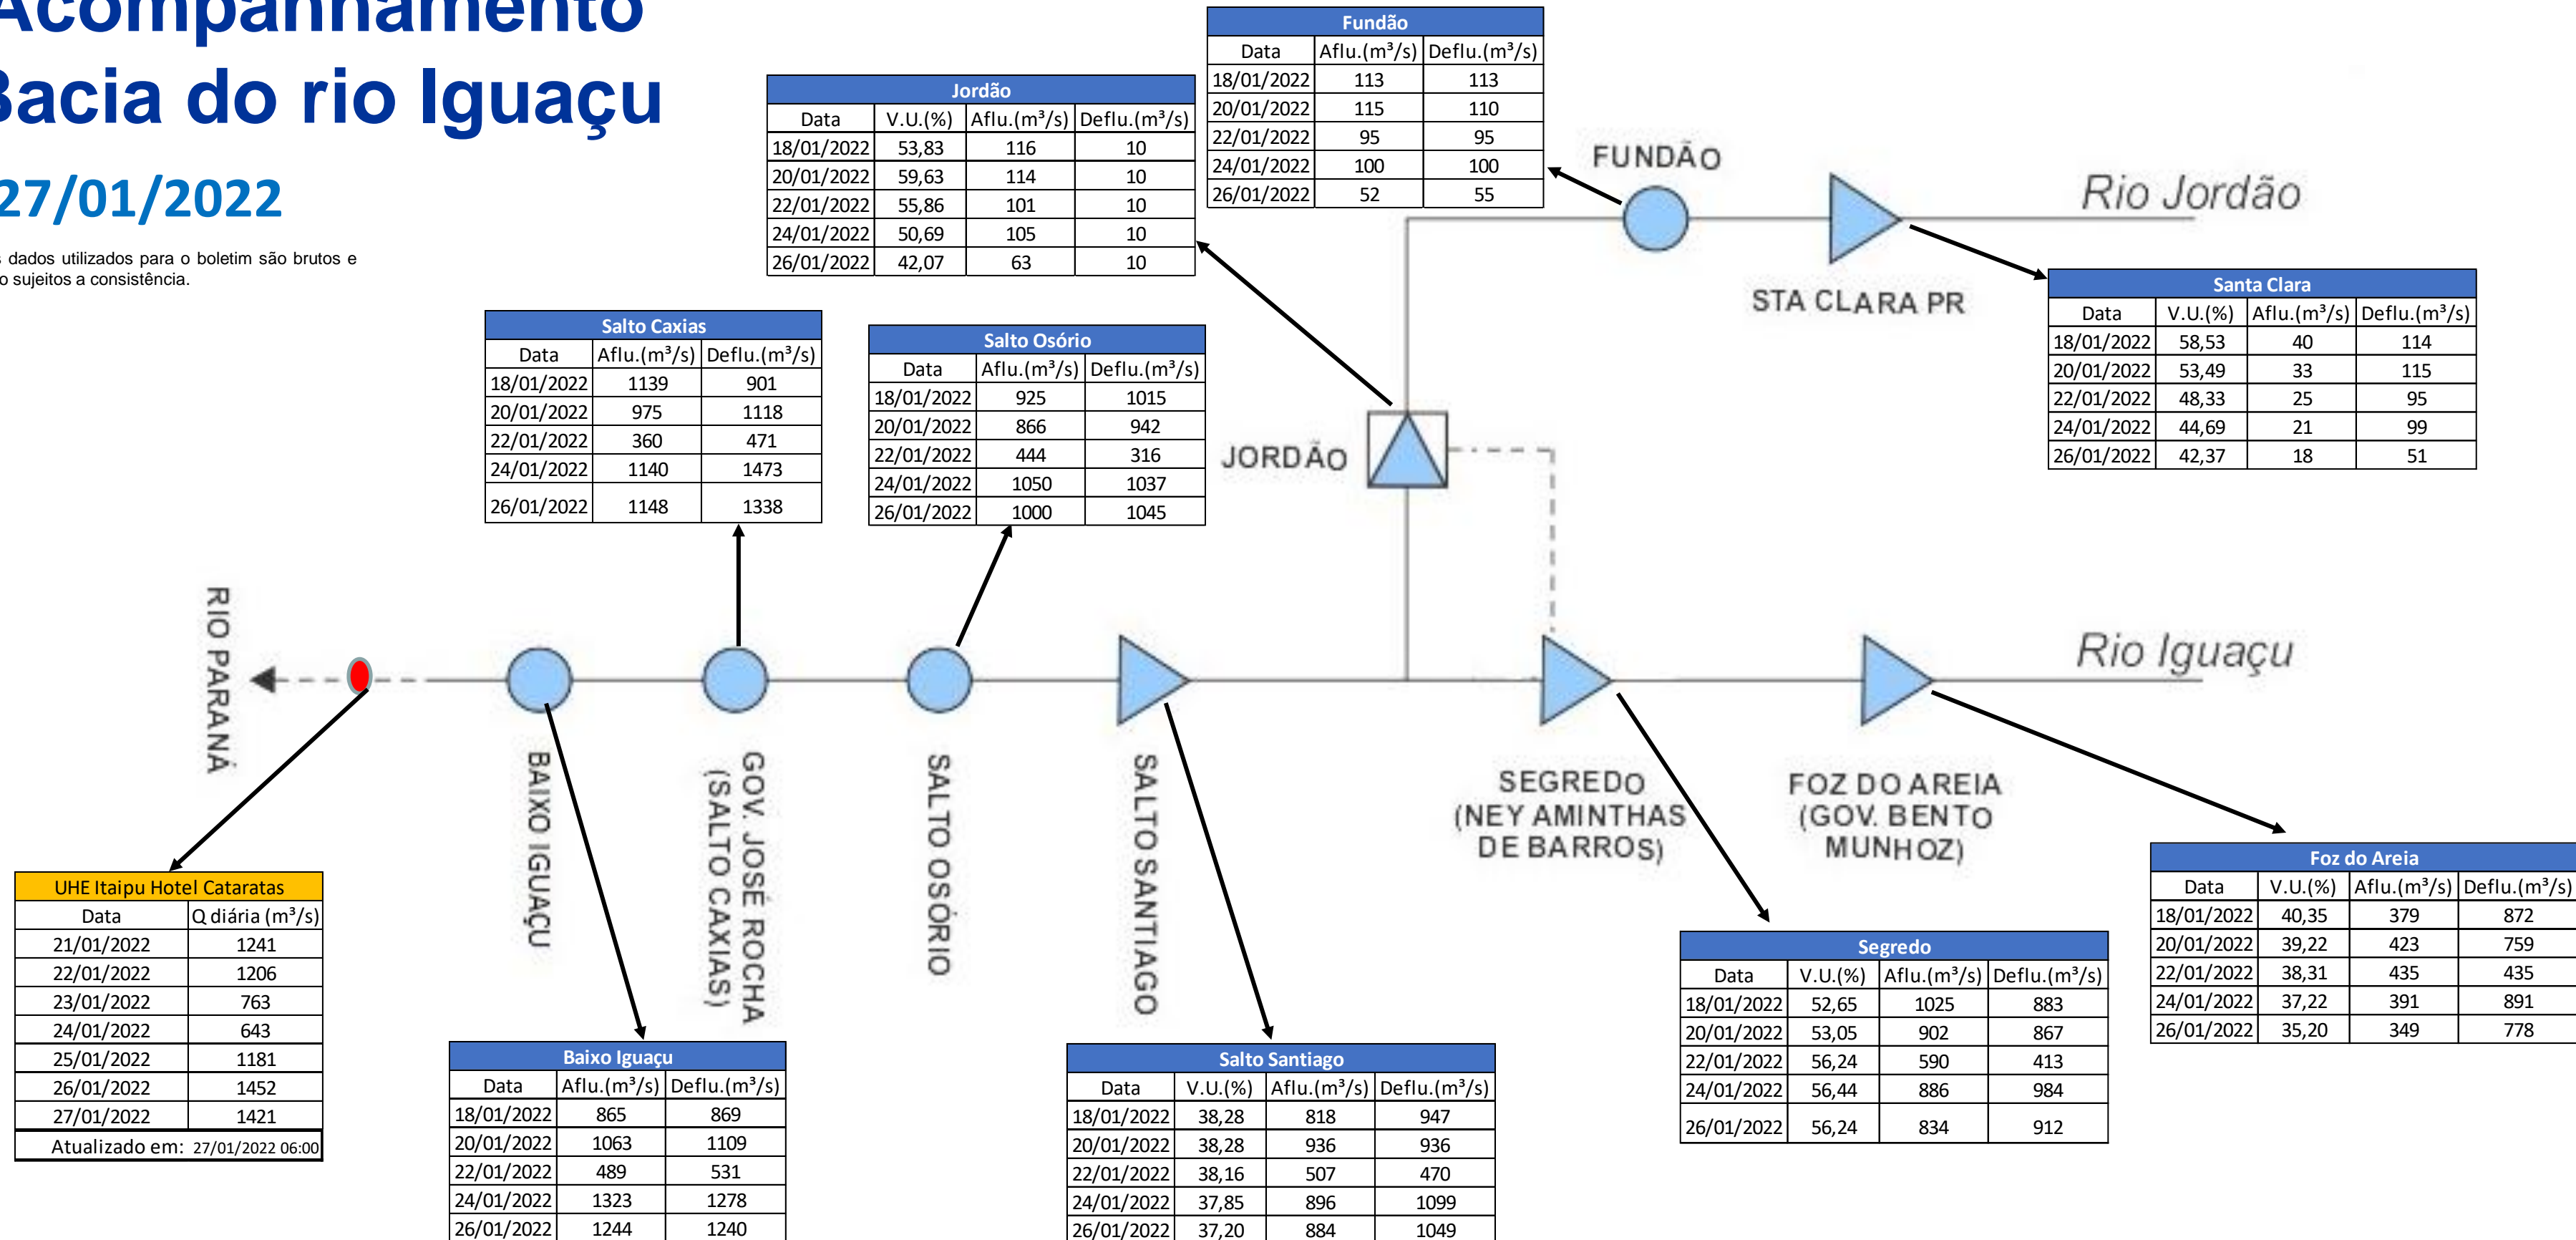 Acompanhamento
Bacia do rio Iguaçu
27/01/2022
s dados utilizados para o boletim são brutos e
o sujeitos a consistência.
Fundão
Data Aflu.(m³/s) Deflu.(m³/s)
18/01/2022 113 113
20/01/2022 115 110
22/01/2022 95 95
24/01/2022 100 100
26/01/2022 52 55
Jordão
Data V.U.(%) Aflu.(m³/s) Deflu.(m³/s)
18/01/2022 53,83 116 10
20/01/2022 59,63 114 10
22/01/2022 55,86 101 10
24/01/2022 50,69 105 10
26/01/2022 42,07 63 10
FUNDÃO
Rio Jordão
STA CLARA PR
Santa Clara
Data V.U.(%) Aflu.(m³/s) Deflu.(m³/s)
18/01/2022 58,53 40 114
20/01/2022 53,49 33 115
22/01/2022 48,33 25 95
24/01/2022 44,69 21 99
26/01/2022 42,37 18 51
Salto Caxias
Data Aflu.(m³/s) Deflu.(m³/s)
18/01/2022 1139 901
20/01/2022 975 1118
22/01/2022 360 471
24/01/2022 1140 1473
26/01/2022 1148 1338
Salto Osório
Data Aflu.(m³/s) Deflu.(m³/s)
18/01/2022 925 1015
20/01/2022 866 942
22/01/2022 444 316
24/01/2022 1050 1037
26/01/2022 1000 1045
JORDÃO
RIO PARANÁ
Rio Iguaçu
BAIXO IGUAÇU
GOV. JOSÉ ROCHA
(SALTO CAXIAS)
SALTO OSÓRIO
SALTO SANTIAGO
SEGREDO
(NEY AMINTHAS
DE BARROS)
FOZ DO AREIA
(GOV. BENTO
MUNHOZ)
UHE Itaipu Hotel Cataratas
Data Q diária (m³/s)
21/01/2022 1241
22/01/2022 1206
23/01/2022 763
24/01/2022 643
25/01/2022 1181
26/01/2022 1452
27/01/2022 1421
Atualizado em: 27/01/2022 06:00
Baixo Iguaçu
Data Aflu.(m³/s) Deflu.(m³/s)
18/01/2022 865 869
20/01/2022 1063 1109
22/01/2022 489 531
24/01/2022 1323 1278
26/01/2022 1244 1240
Salto Santiago
Data V.U.(%) Aflu.(m³/s) Deflu.(m³/s)
18/01/2022 38,28 818 947
20/01/2022 38,28 936 936
22/01/2022 38,16 507 470
24/01/2022 37,85 896 1099
26/01/2022 37,20 884 1049
Segredo
Data V.U.(%) Aflu.(m³/s) Deflu.(m³/s)
18/01/2022 52,65 1025 883
20/01/2022 53,05 902 867
22/01/2022 56,24 590 413
24/01/2022 56,44 886 984
26/01/2022 56,24 834 912
Foz do Areia
Data V.U.(%) Aflu.(m³/s) Deflu.(m³/s)
18/01/2022 40,35 379 872
20/01/2022 39,22 423 759
22/01/2022 38,31 435 435
24/01/2022 37,22 391 891
26/01/2022 35,20 349 778